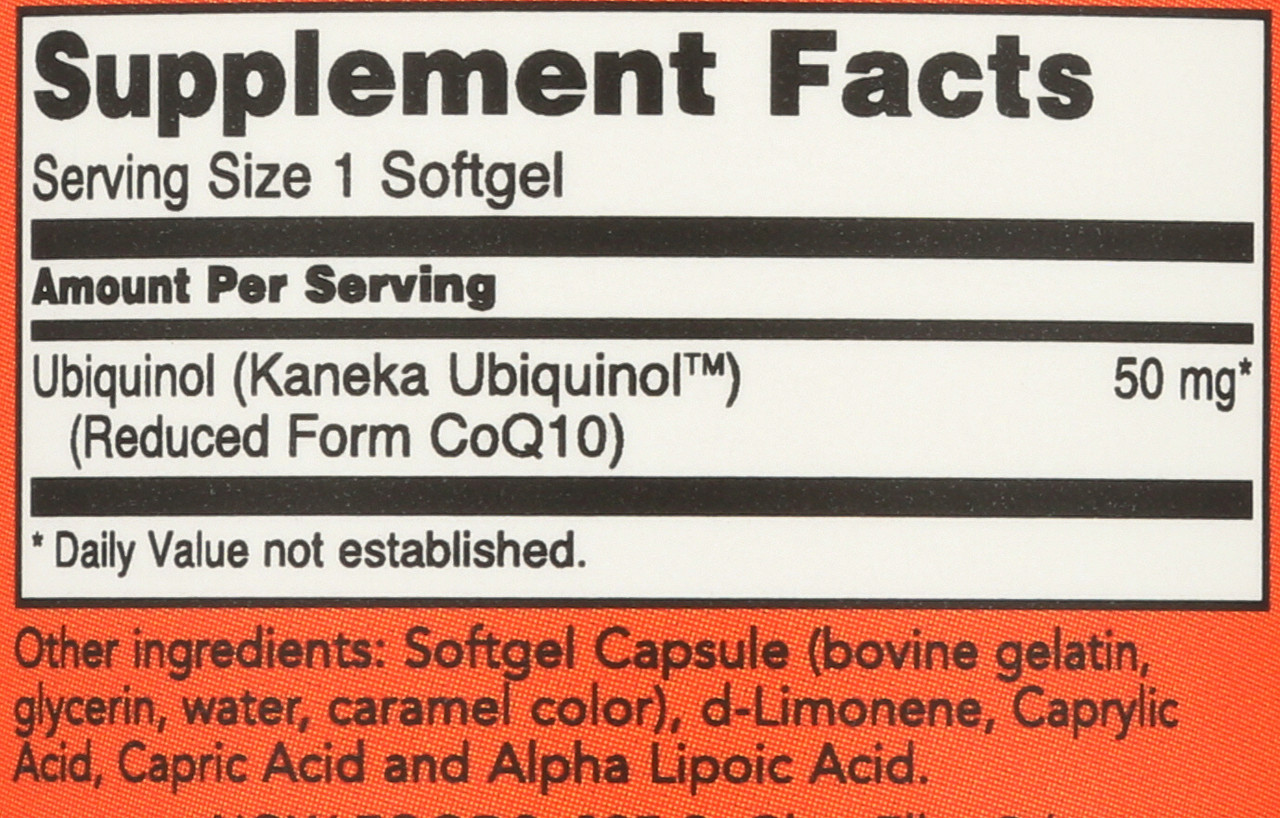 Supplement Facts
Serving Size 1 Softgel
Amount Per Serving
Ubiquinol (Kaneka Ubiquinol™) 50 mg*
(Reduced Form CoQ10)
* Daily Value not established.
Other ingredients: Softgel Capsule (bovine gelatin,
glycerin, water, caramel color), d-Limonene, Caprylic
Acid, Capric Acid and Alpha Lipoic Acid.